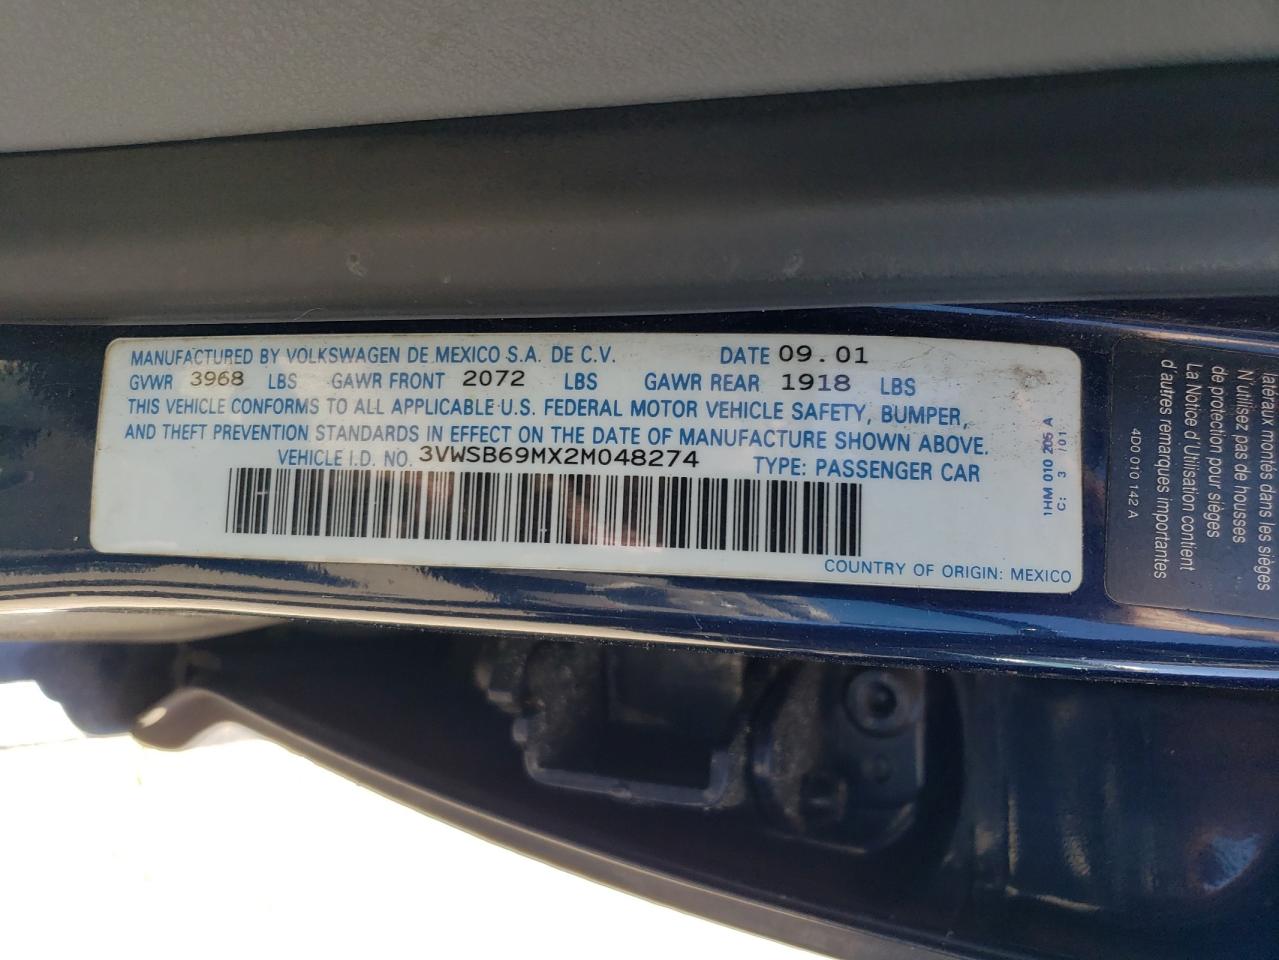 MANUFACTURED BY VOLKSWAGEN DE MEXICO S.A. DE C.V. DATE 09.01
GVWR 3968 LBS GAWR FRONT 2072 LBS GAWR REAR 1918 LBS
THIS VEHICLE CONFORMS TO ALL APPLICABLE U.S. FEDERAL MOTOR VEHICLE SAFETY, BUMPER,
AND THEFT PREVENTION STANDARDS IN EFFECT ON THE DATE OF MANUFACTURE SHOWN ABOVE.
VEHICLE I.D. NO. 3VWSB69MX2M048274 TYPE: PASSENGER CAR
COUNTRY OF ORIGIN: MEXICO
1HM 010 205 A
C: 3 /01
latéraux montés dans les sièges
N'utilisez pas de housses
de protection pour sièges
La Notice d'Utilisation contient
d'autres remarques importantes
4D0 010 142 A